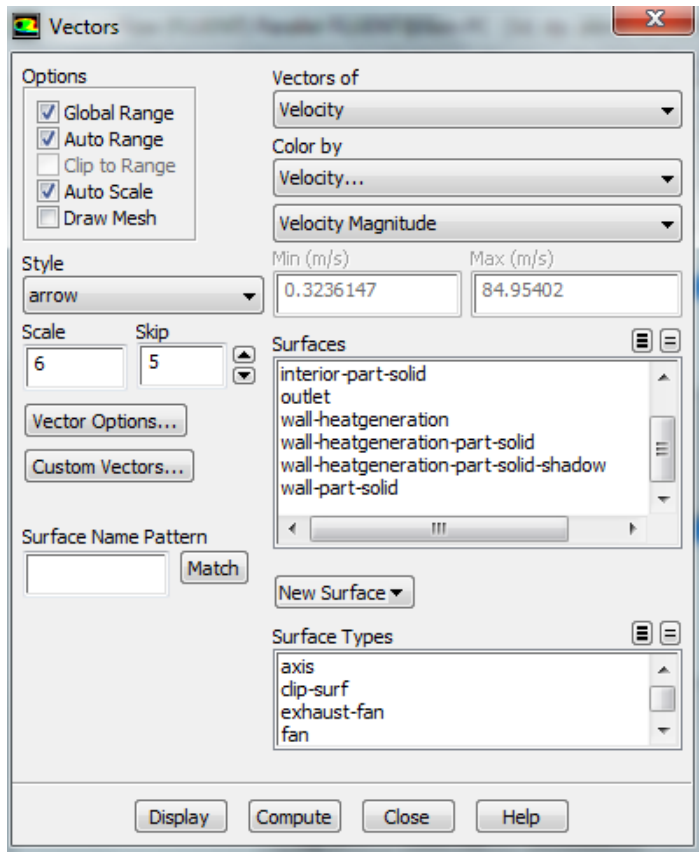 Vectors
Options
Global Range
Auto Range
Clip to Range
Auto Scale
Draw Mesh
Style
arrow
Scale
Skip
6
5
Vector Options...
Custom Vectors...
Surface Name Pattern
Match
Vectors of
Velocity
Color by
Velocity...
Velocity Magnitude
Min (m/s)
Max (m/s)
0.3236147
84.95402
Surfaces
interior-part-solid
outlet
wall-heatgeneration
wall-heatgeneration-part-solid
wall-heatgeneration-part-solid-shadow
wall-part-solid
New Surface
Surface Types
axis
clip-surf
exhaust-fan
fan
Display
Compute
Close
Help